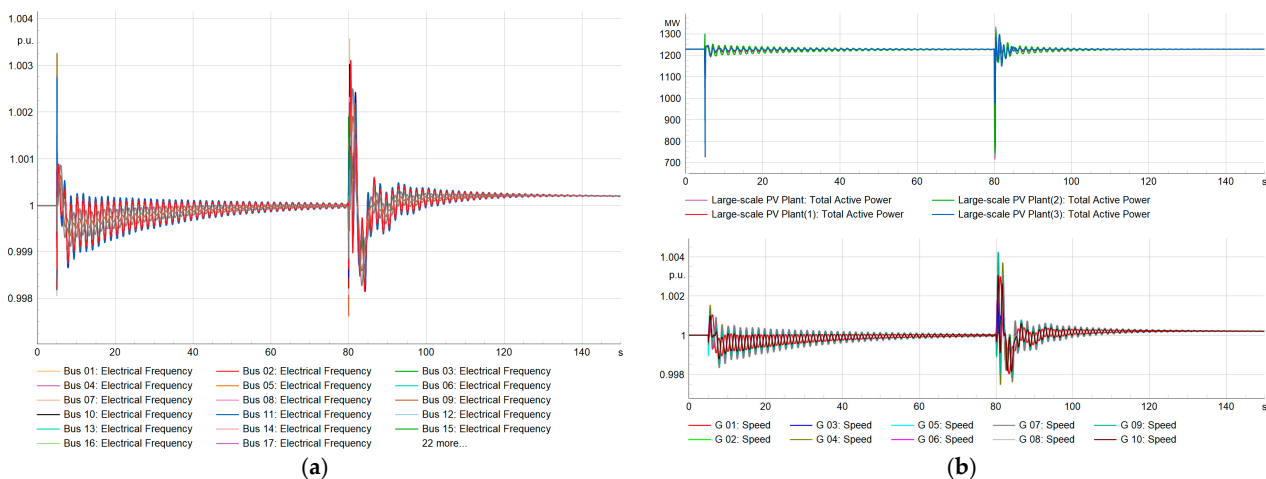 1.004
p.u.
1.003
1.002
1.001
1
0.999
0.998
0 20 40 60 80 100 120 s
Bus 01: Electrical Frequency Bus 02: Electrical Frequency Bus 03: Electrical Frequency
Bus 04: Electrical Frequency Bus 05: Electrical Frequency Bus 06: Electrical Frequency
Bus 07: Electrical Frequency Bus 08: Electrical Frequency Bus 09: Electrical Frequency
Bus 10: Electrical Frequency Bus 11: Electrical Frequency Bus 12: Electrical Frequency
Bus 13: Electrical Frequency Bus 14: Electrical Frequency Bus 15: Electrical Frequency
Bus 16: Electrical Frequency Bus 17: Electrical Frequency 22 more...
(a)
MW
1300
1200
1100
1000
900
800
700
0 20 40 60 80 100 120 s
Large-scale PV Plant: Total Active Power Large-scale PV Plant(2): Total Active Power
Large-scale PV Plant(1): Total Active Power Large-scale PV Plant(3): Total Active Power
1.004
p.u.
1.002
1
0.998
0 20 40 60 80 100 120 s
G 01: Speed G 03: Speed G 05: Speed G 07: Speed G 09: Speed
G 02: Speed G 04: Speed G 06: Speed G 08: Speed G 10: Speed
(b)